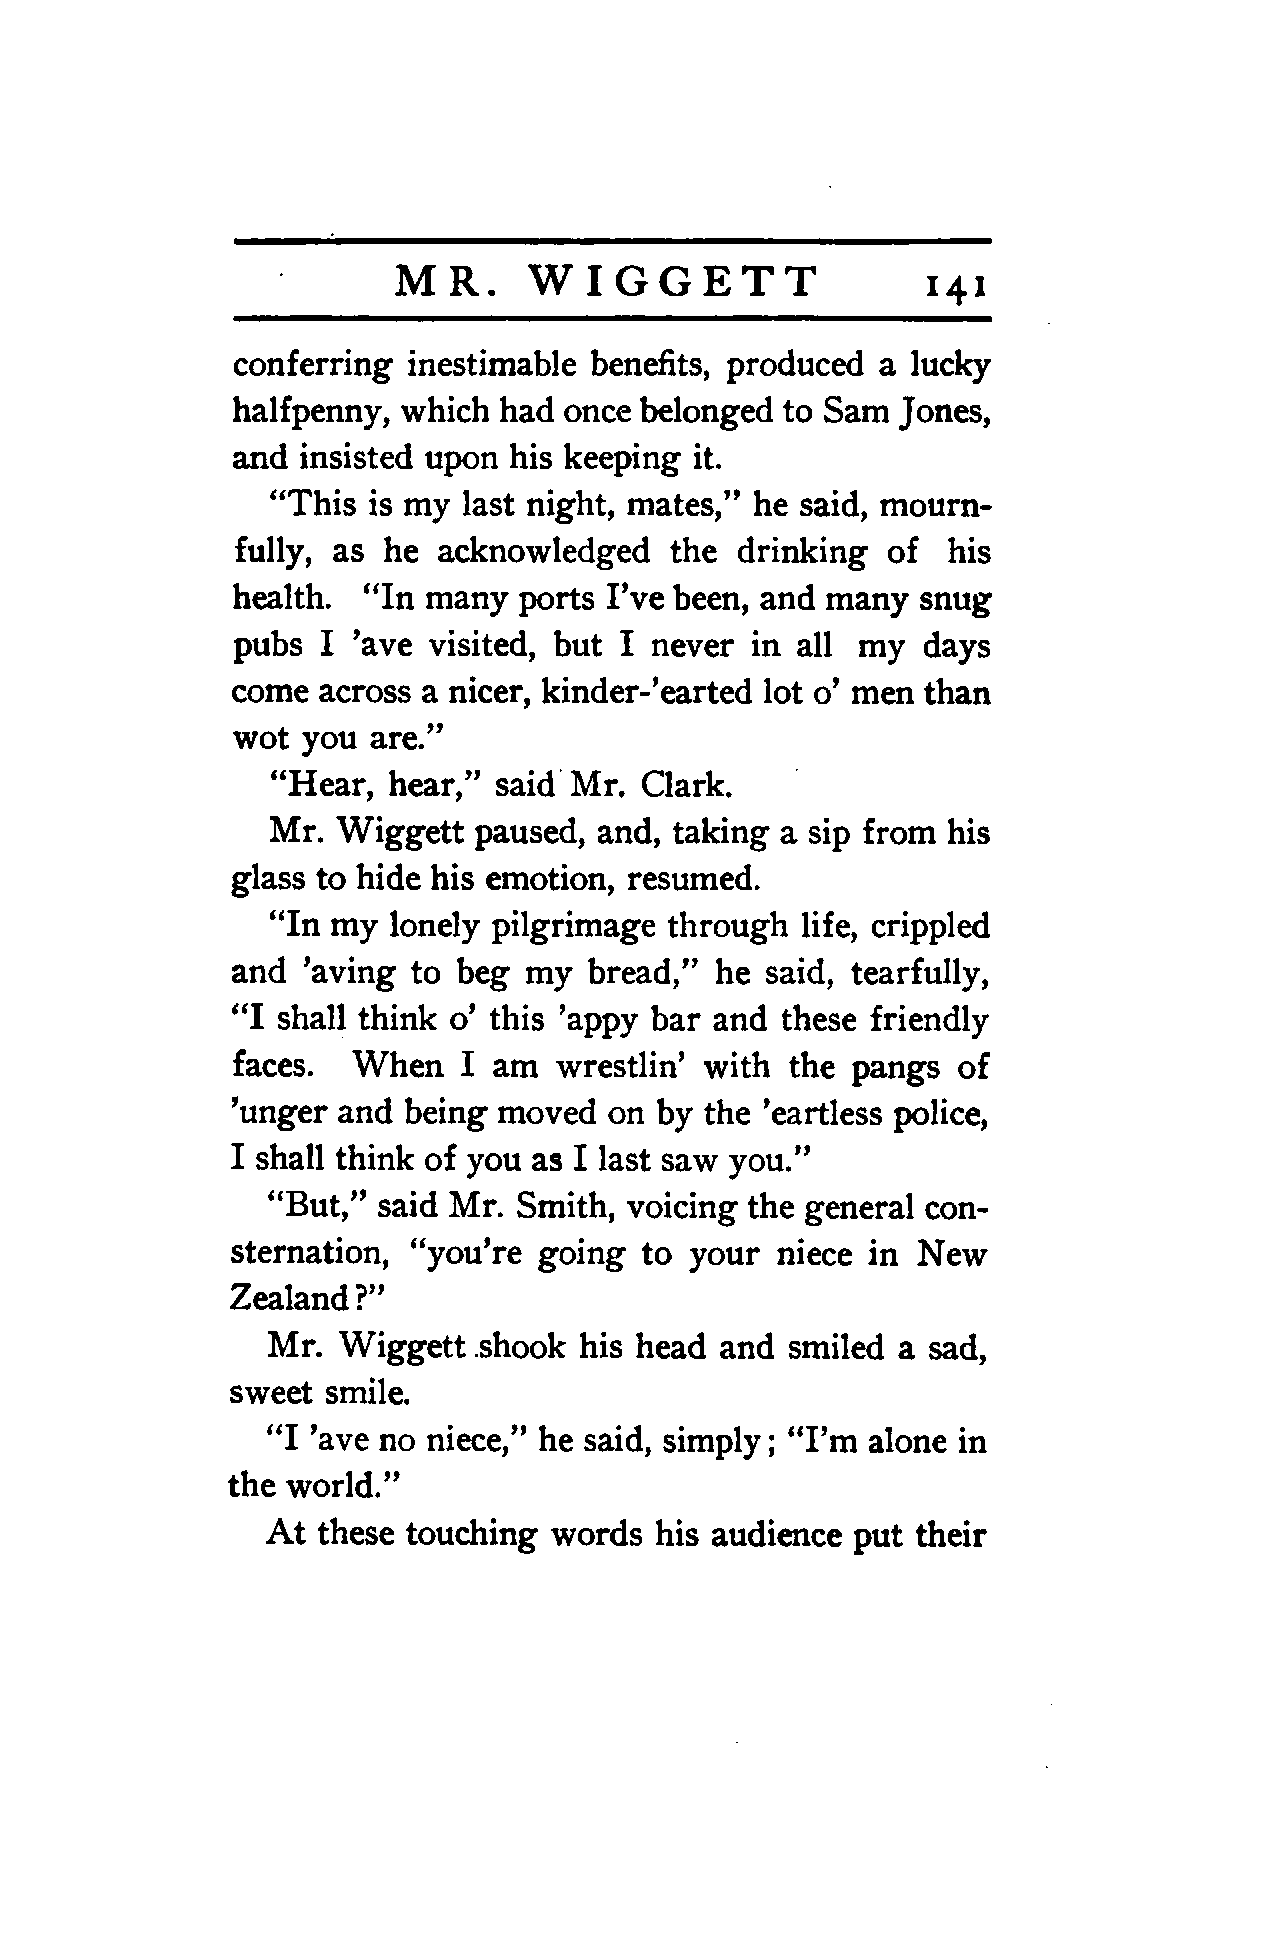 MR. WIGGETT 141
conferring inestimable benefits, produced a lucky
halfpenny, which had once belonged to Sam Jones,
and insisted upon his keeping it.
"This is my last night, mates," he said, mourn-
fully, as he acknowledged the drinking of his
health. "In many ports I've been, and many snug
pubs I 'ave visited, but I never in all my days
come across a nicer, kinder-'earted lot o' men than
wot you are."
"Hear, hear," said Mr. Clark.
Mr. Wiggett paused, and, taking a sip from his
glass to hide his emotion, resumed.
"In my lonely pilgrimage through life, crippled
and 'aving to beg my bread," he said, tearfully,
"I shall think o' this 'appy bar and these friendly
faces. When I am wrestlin' with the pangs of
'unger and being moved on by the 'eartless police,
I shall think of you as I last saw you."
"But," said Mr. Smith, voicing the general con-
sternation, "you're going to your niece in New
Zealand?"
Mr. Wiggett shook his head and smiled a sad,
sweet smile.
"I 'ave no niece," he said, simply; "I'm alone in
the world."
At these touching words his audience put their